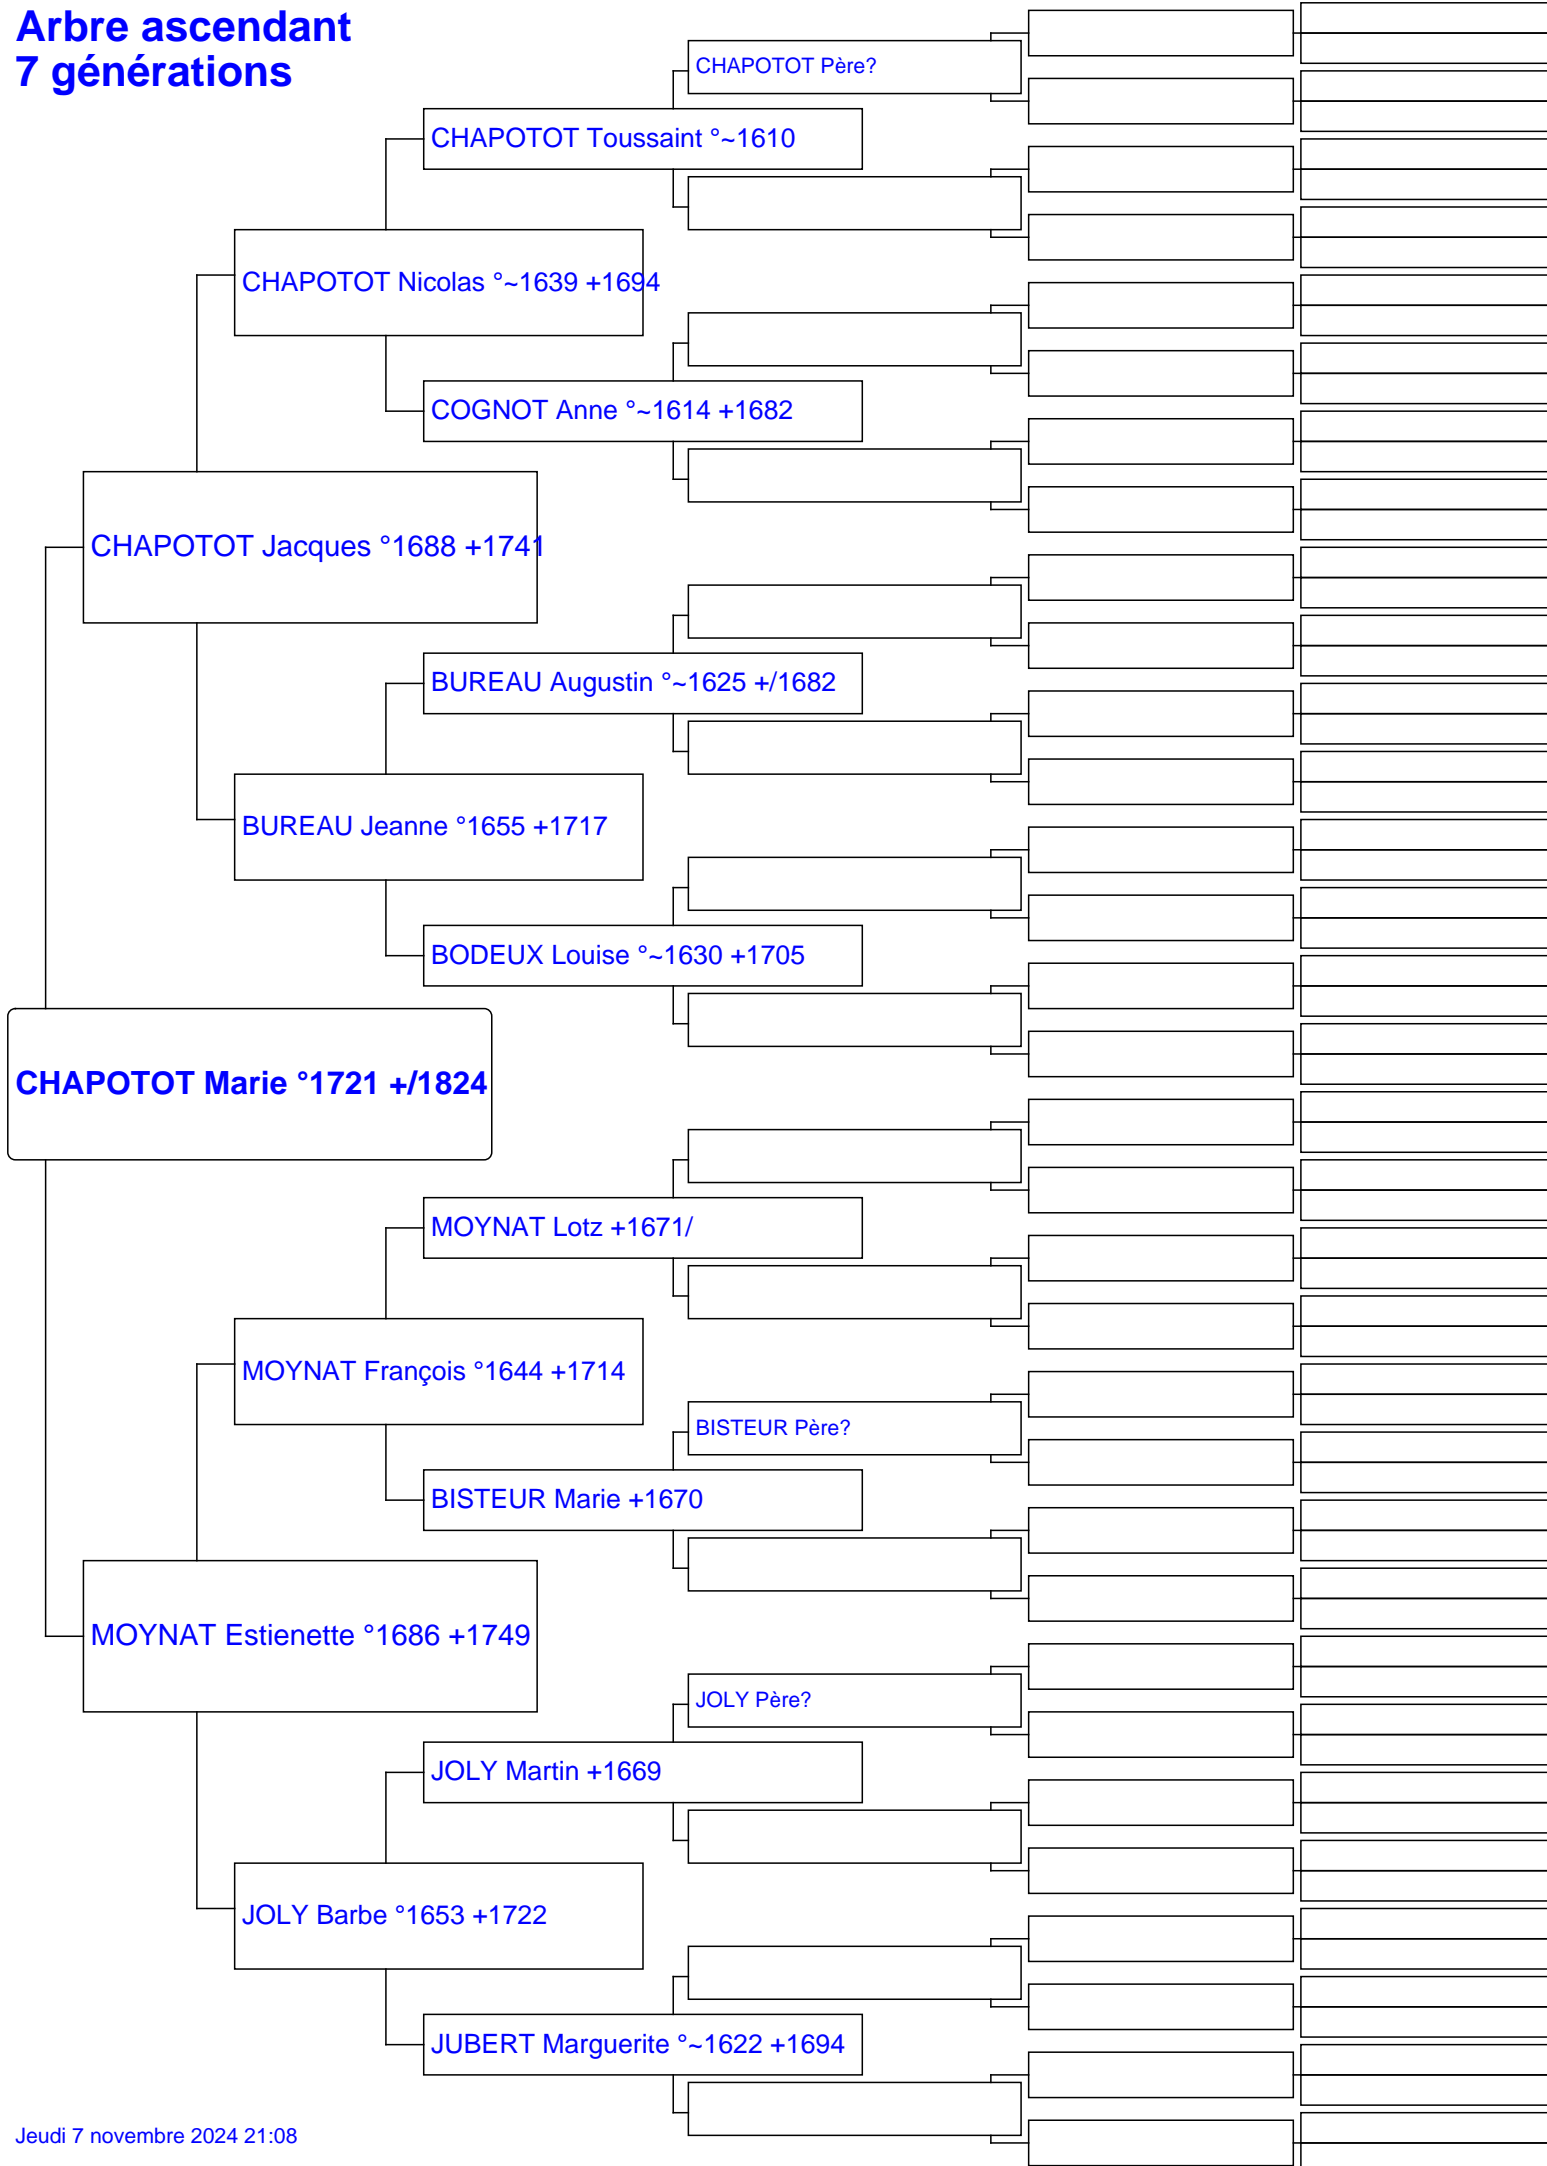 Arbre ascendant
7 générations
CHAPOTOT Père?
CHAPOTOT Toussaint °~1610
CHAPOTOT Nicolas °~1639 +1694
COGNOT Anne °~1614 +1682
CHAPOTOT Jacques °1688 +1741
BUREAU Augustin °~1625 +/1682
BUREAU Jeanne °1655 +1717
BODEUX Louise °~1630 +1705
CHAPOTOT Marie °1721 +/1824
MOYNAT Lotz +1671/
MOYNAT François °1644 +1714
BISTEUR Père?
BISTEUR Marie +1670
MOYNAT Estienette °1686 +1749
JOLY Père?
JOLY Martin +1669
JOLY Barbe °1653 +1722
JUBERT Marguerite °~1622 +1694
Jeudi 7 novembre 2024 21:08